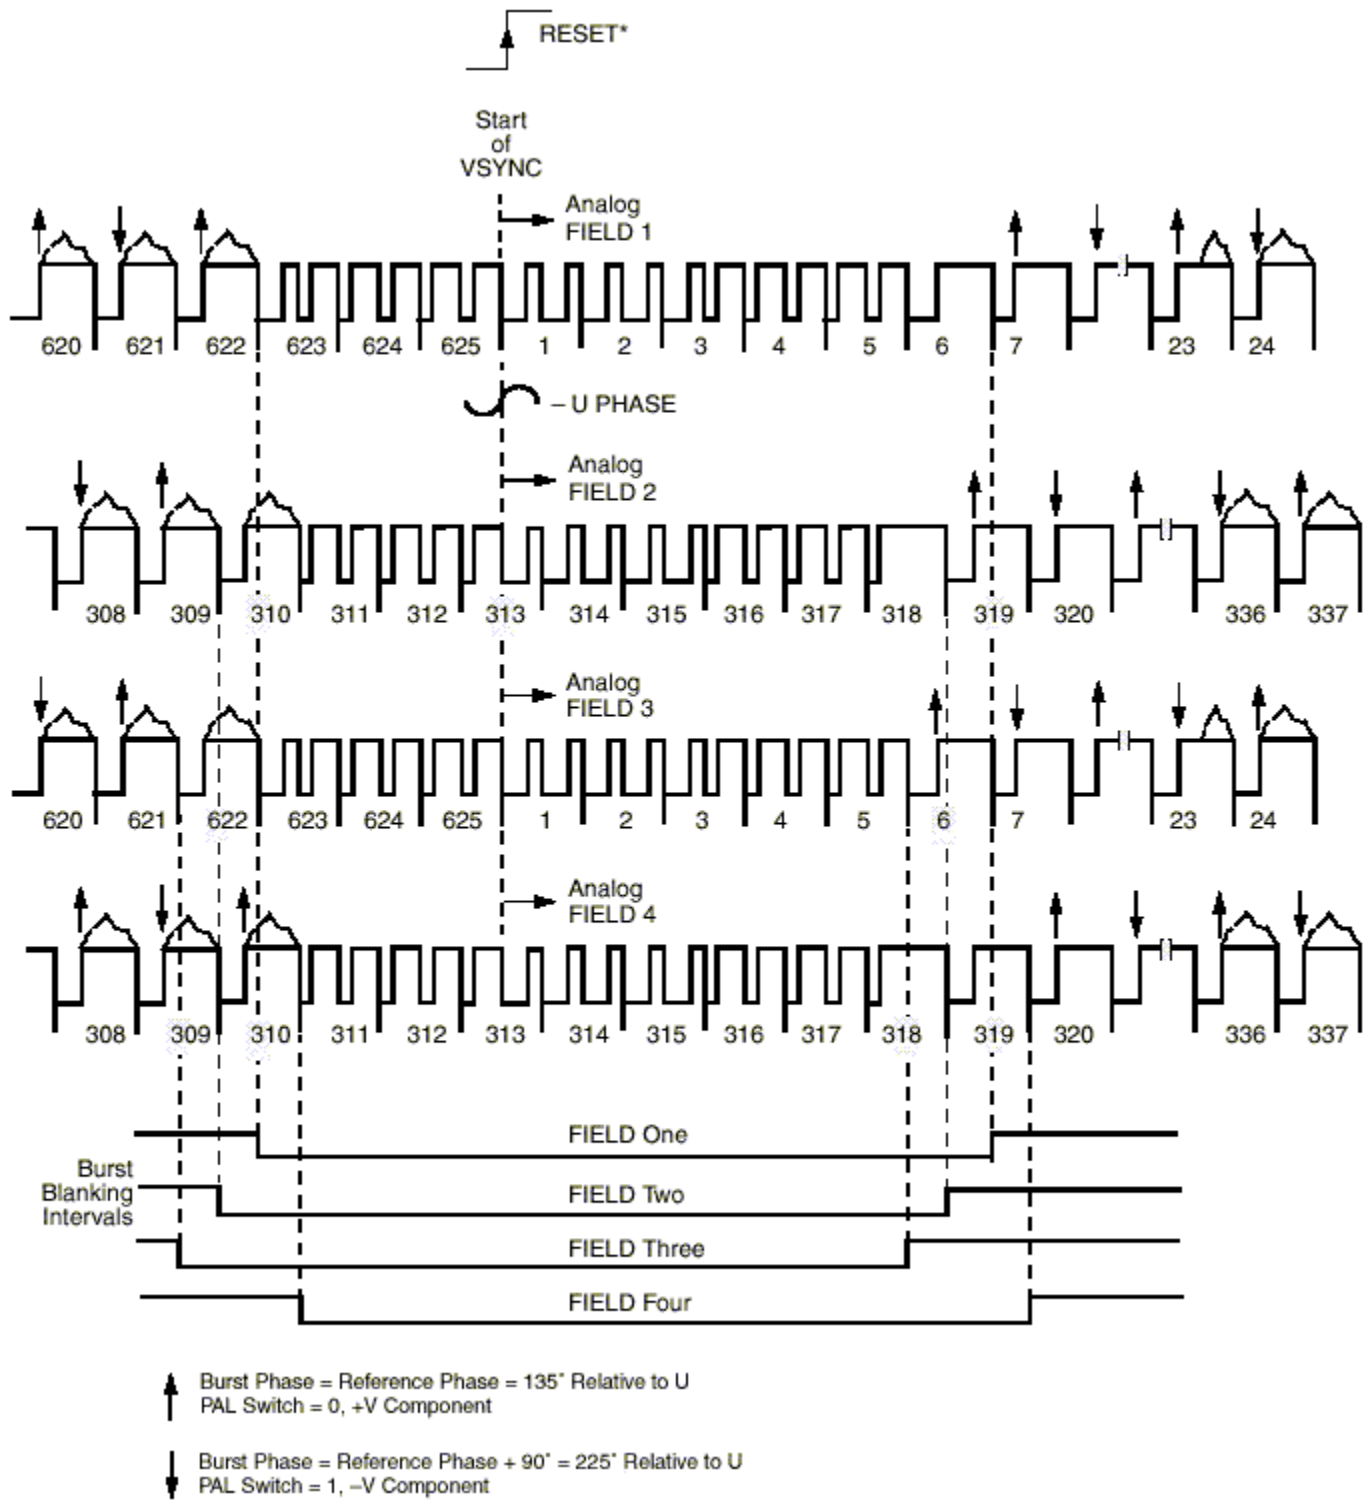 RESET*
Start
of
VSYNC
Analog
FIELD 1
620 621 622 623 624 625 1 2 3 4 5 6 7 23 24
– U PHASE
Analog
FIELD 2
308 309 310 311 312 313 314 315 316 317 318 319 320 336 337
Analog
FIELD 3
620 621 622 623 624 625 1 2 3 4 5 6 7 23 24
Analog
FIELD 4
308 309 310 311 312 313 314 315 316 317 318 319 320 336 337
FIELD One
Burst
Blanking
Intervals
FIELD Two
FIELD Three
FIELD Four
Burst Phase = Reference Phase = 135° Relative to U
PAL Switch = 0, +V Component
Burst Phase = Reference Phase + 90° = 225° Relative to U
PAL Switch = 1, –V Component